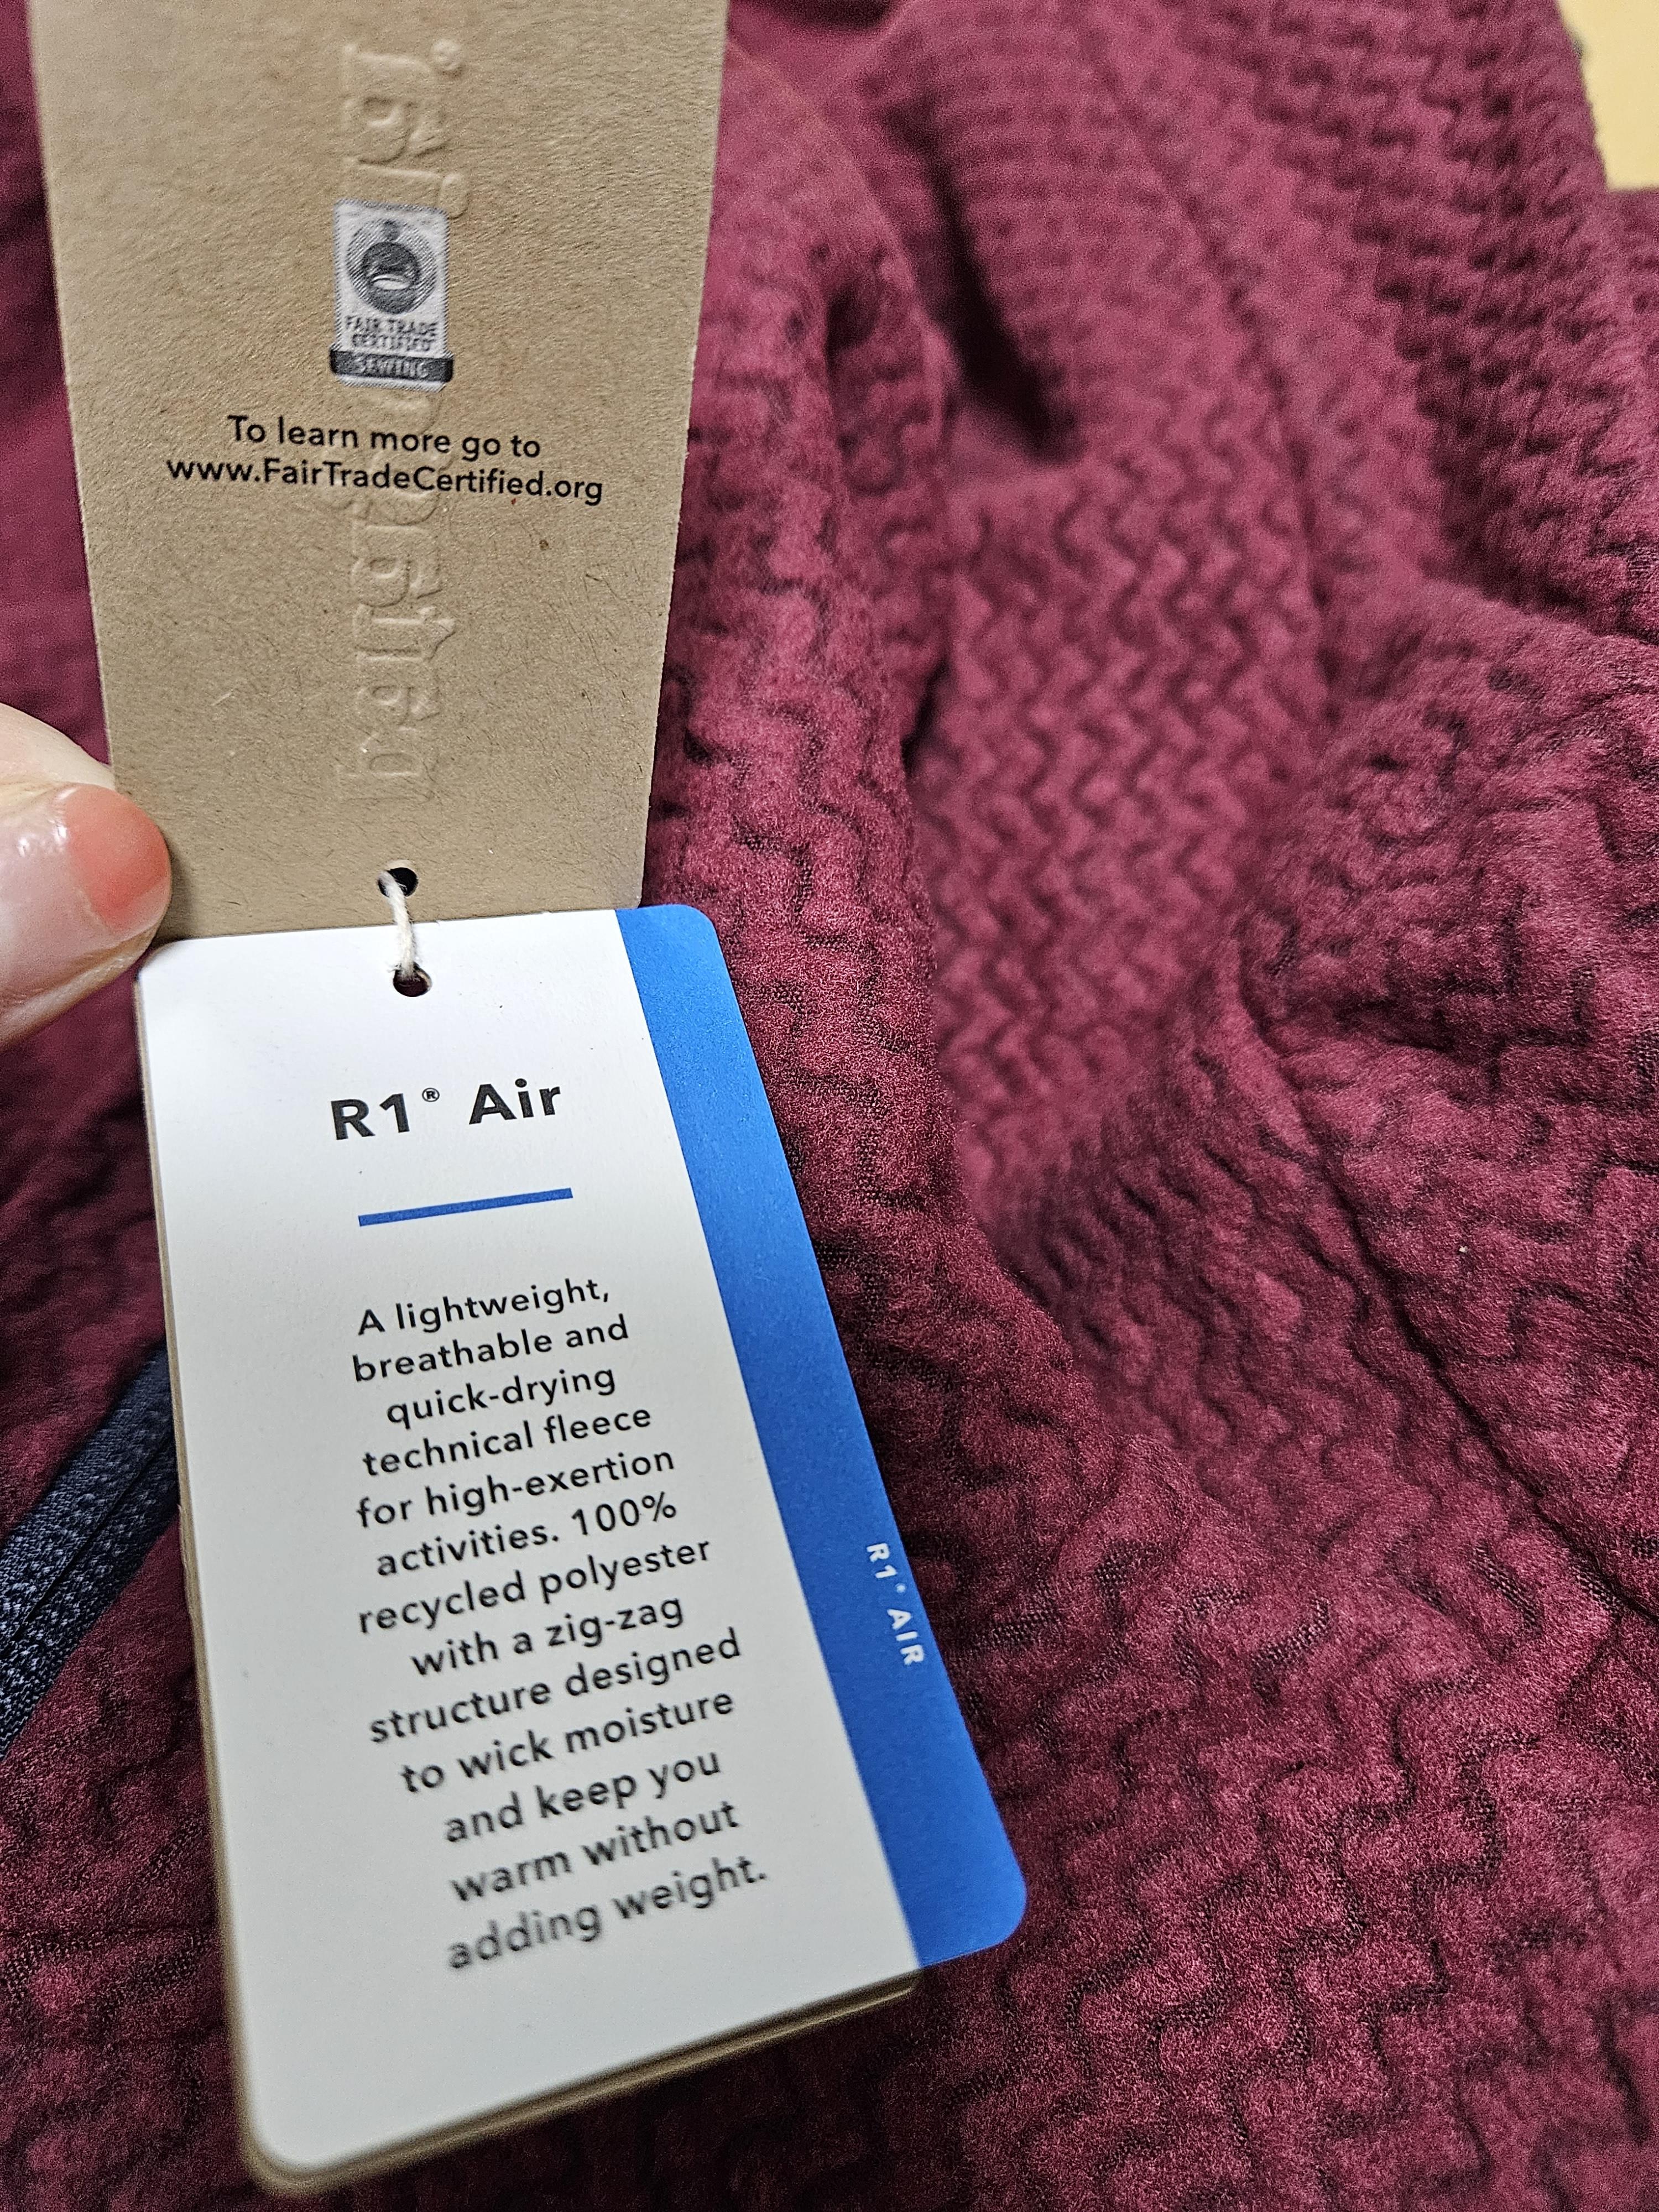 FAIR TRADE
CERTIFIED
SEWING
To learn more go to
www.FairTradeCertified.org
R1® Air
A lightweight,
breathable and
quick-drying
technical fleece
for high-exertion
activities. 100%
recycled polyester
with a zig-zag
structure designed
to wick moisture
and keep you
warm without
adding weight.
R1® AIR